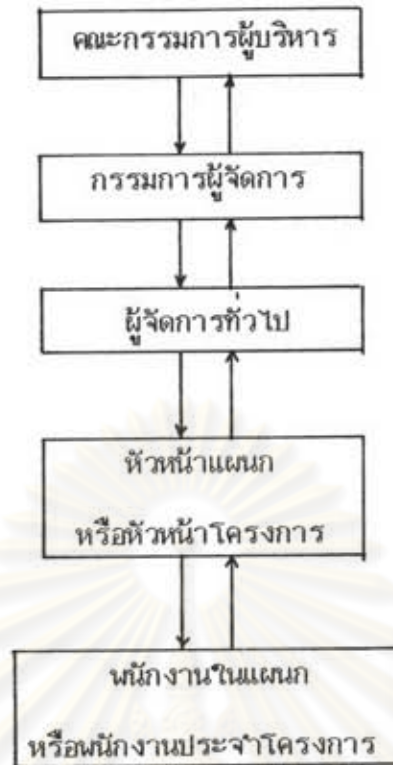 คณะกรรมการผู้บริหาร
กรรมการผู้จัดการ
ผู้จัดการทั่วไป
หัวหน้าแผนก
หรือหัวหน้าโครงการ
พนักงานในแผนก
หรือพนักงานประจำโครงการ